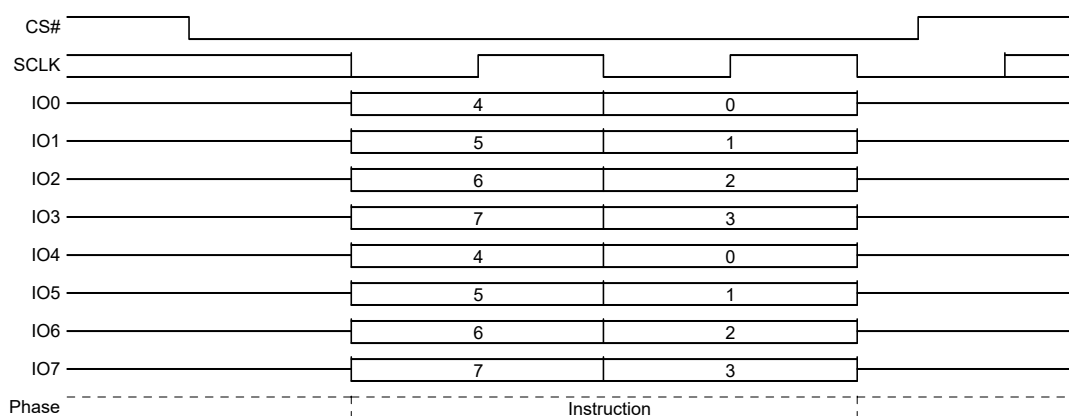 CS#
SCLK
IO0 4 0
IO1 5 1
IO2 6 2
IO3 7 3
IO4 4 0
IO5 5 1
IO6 6 2
IO7 7 3
Phase Instruction